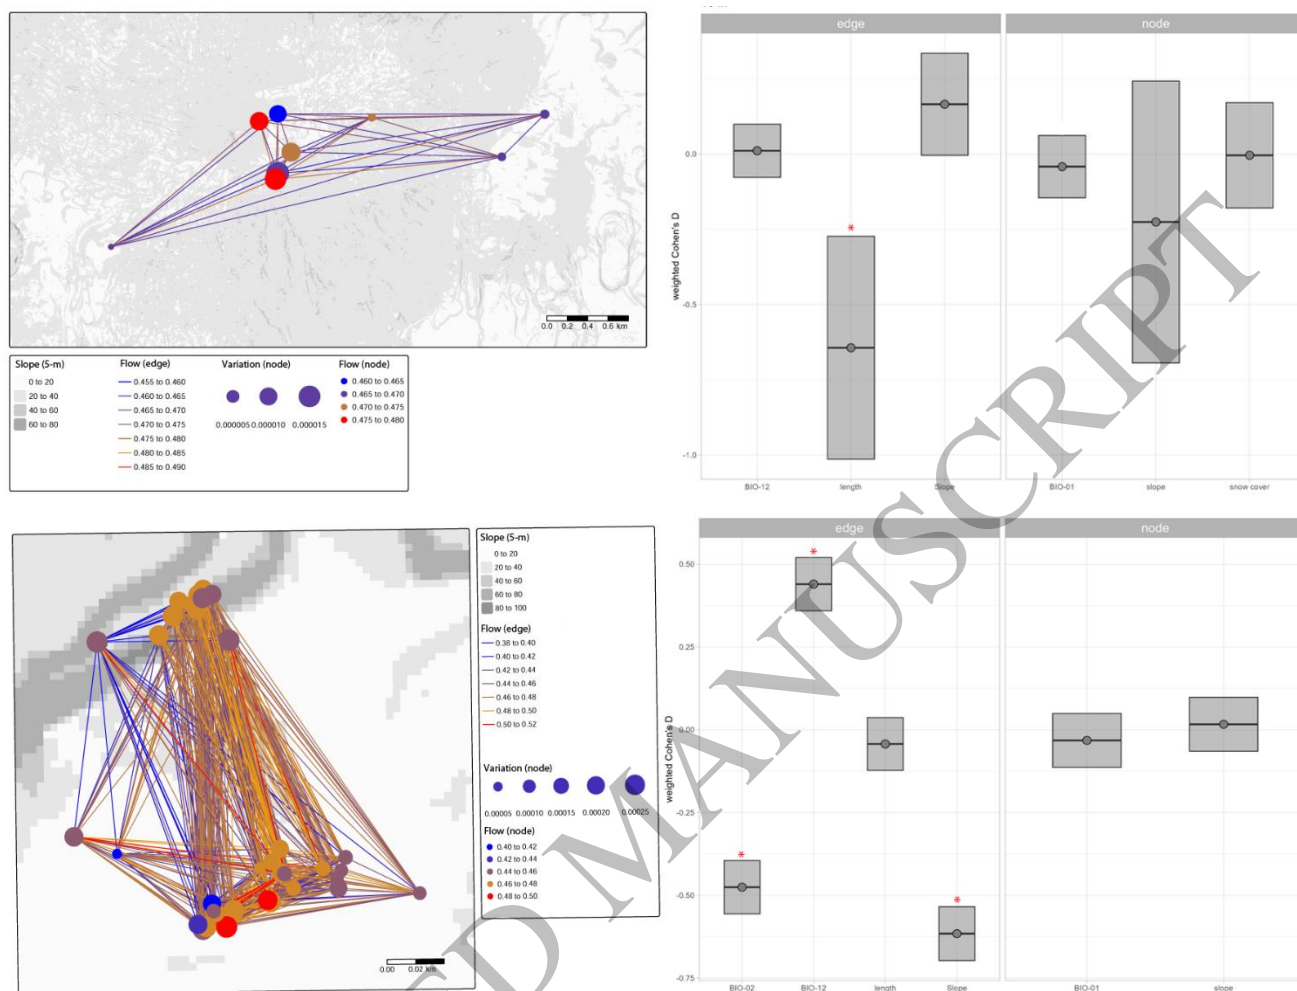 edge node
0.0
-0.5
-1.0
weighted Cohen's D
BIO-12 length Slope BIO-01 slope snow cover
*
0.0 0.2 0.4 0.6 km
Slope (5-m)
0 to 20
20 to 40
40 to 60
60 to 80
Flow (edge)
0.455 to 0.460
0.460 to 0.465
0.465 to 0.470
0.470 to 0.475
0.475 to 0.480
0.480 to 0.485
0.485 to 0.490
Variation (node)
0.000005 0.000010 0.000015
Flow (node)
0.460 to 0.465
0.465 to 0.470
0.470 to 0.475
0.475 to 0.480
0.00 0.02 km
Slope (5-m)
0 to 20
20 to 40
40 to 60
60 to 80
80 to 100
Flow (edge)
0.38 to 0.40
0.40 to 0.42
0.42 to 0.44
0.44 to 0.46
0.46 to 0.48
0.48 to 0.50
0.50 to 0.52
Variation (node)
0.00005 0.00010 0.00015 0.00020 0.00025
Flow (node)
0.40 to 0.42
0.42 to 0.44
0.44 to 0.46
0.46 to 0.48
0.48 to 0.50
edge node
0.50
0.25
0.00
-0.25
-0.50
-0.75
weighted Cohen's D
* * *
BIO-02 BIO-12 length Slope BIO-01 slope
D MANUSCRIPT